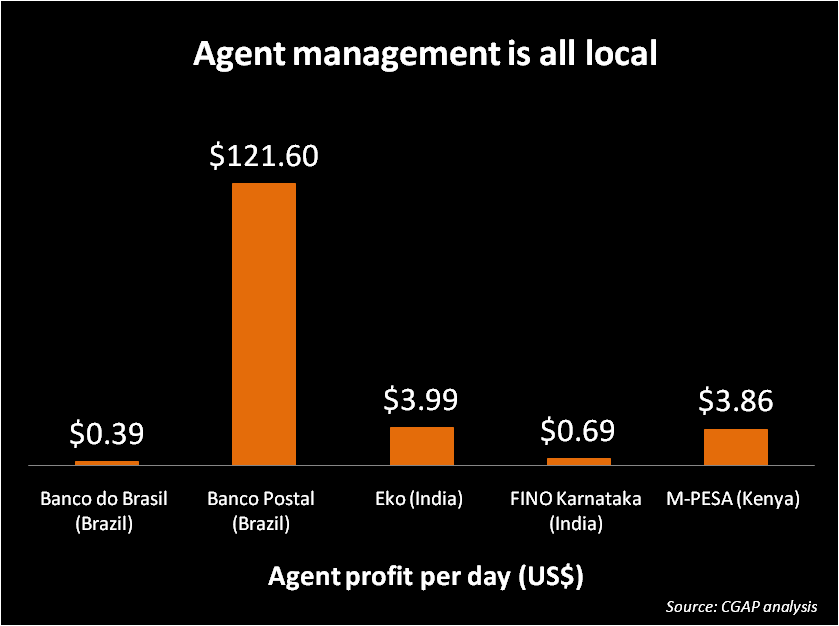 Agent management is all local
$121.60
$3.99
$3.86
$0.39
$0.69
Banco do Brasil
(Brazil)
Banco Postal
(Brazil)
Eko (India)
FINO Karnataka
(India)
M-PESA (Kenya)
Agent profit per day (US$)
Source: CGAP analysis